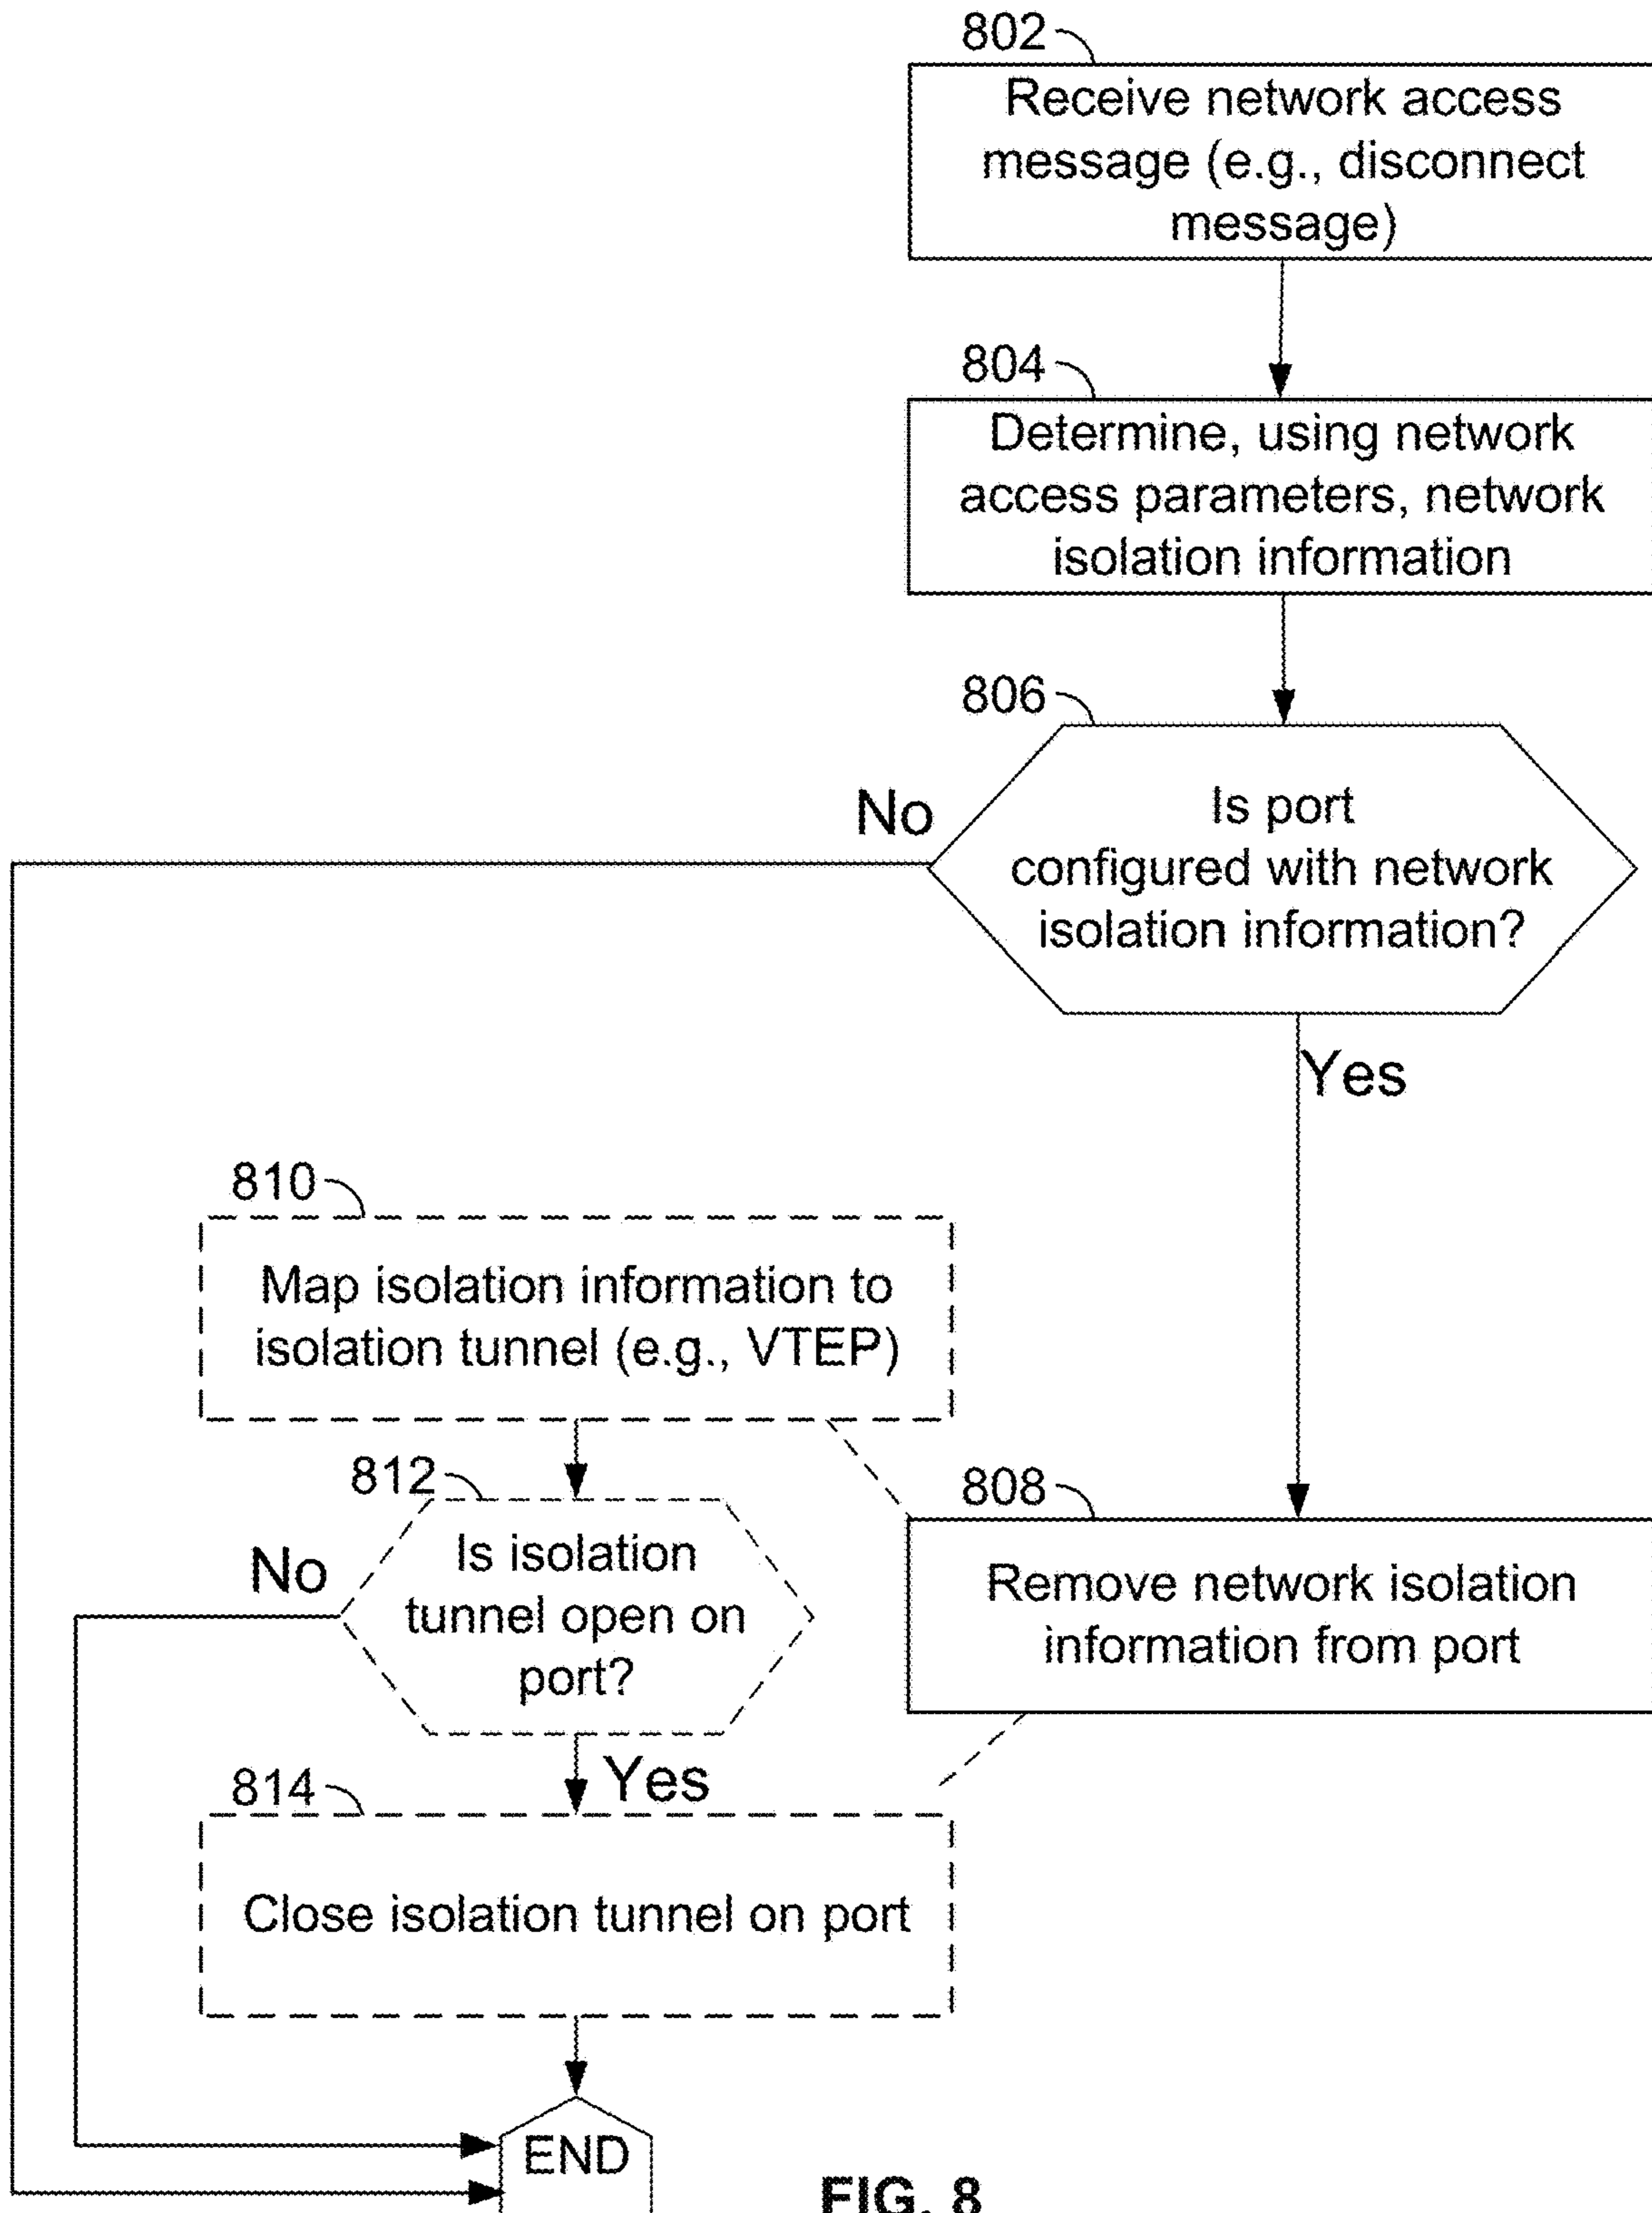 802
Receive network access
message (e.g., disconnect
message)
804
Determine, using network
access parameters, network
isolation information
806
No
Is port
configured with network
isolation information?
Yes
810
Map isolation information to
isolation tunnel (e.g., VTEP)
812
No
Is isolation
tunnel open on
port?
808
Remove network isolation
information from port
Yes
814
Close isolation tunnel on port
END
FIG. 8